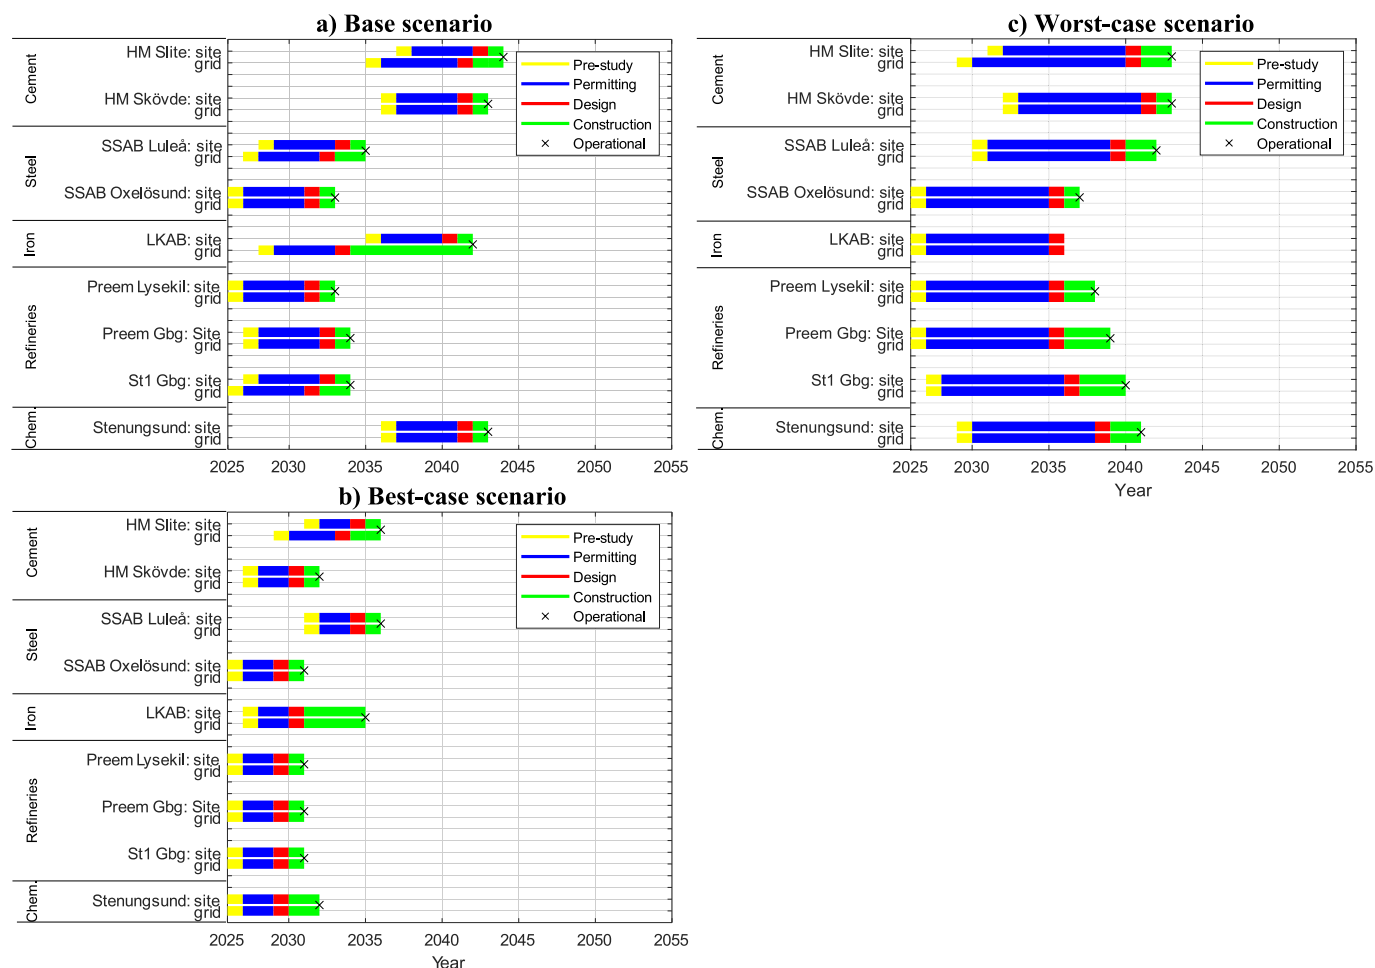 a) Base scenario
Cement
Steel
Iron
Refineries
Chem.
HM Slite: site
grid
HM Skövde: site
grid
SSAB Luleå: site
grid
SSAB Oxelösund: site
grid
LKAB: site
grid
Preem Lysekil: site
grid
Preem Gbg: Site
grid
St1 Gbg: site
grid
Stenungsund: site
grid
Pre-study
Permitting
Design
Construction
Operational
2025 2030 2035 2040 2045 2050 2055
c) Worst-case scenario
Cement
Steel
Iron
Refineries
Chem.
HM Slite: site
grid
HM Skövde: site
grid
SSAB Luleå: site
grid
SSAB Oxelösund: site
grid
LKAB: site
grid
Preem Lysekil: site
grid
Preem Gbg: Site
grid
St1 Gbg: site
grid
Stenungsund: site
grid
Pre-study
Permitting
Design
Construction
Operational
2025 2030 2035 2040 2045 2050 2055
Year
b) Best-case scenario
Cement
Steel
Iron
Refineries
Chem.
HM Slite: site
grid
HM Skövde: site
grid
SSAB Luleå: site
grid
SSAB Oxelösund: site
grid
LKAB: site
grid
Preem Lysekil: site
grid
Preem Gbg: Site
grid
St1 Gbg: site
grid
Stenungsund: site
grid
Pre-study
Permitting
Design
Construction
Operational
2025 2030 2035 2040 2045 2050 2055
Year